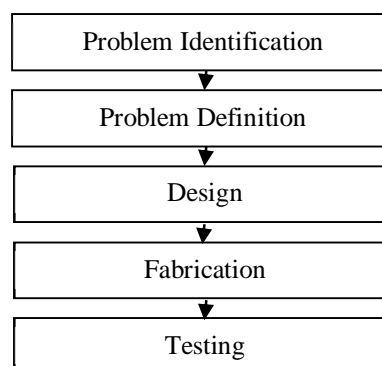 Problem Identification
Problem Definition
Design
Fabrication
Testing